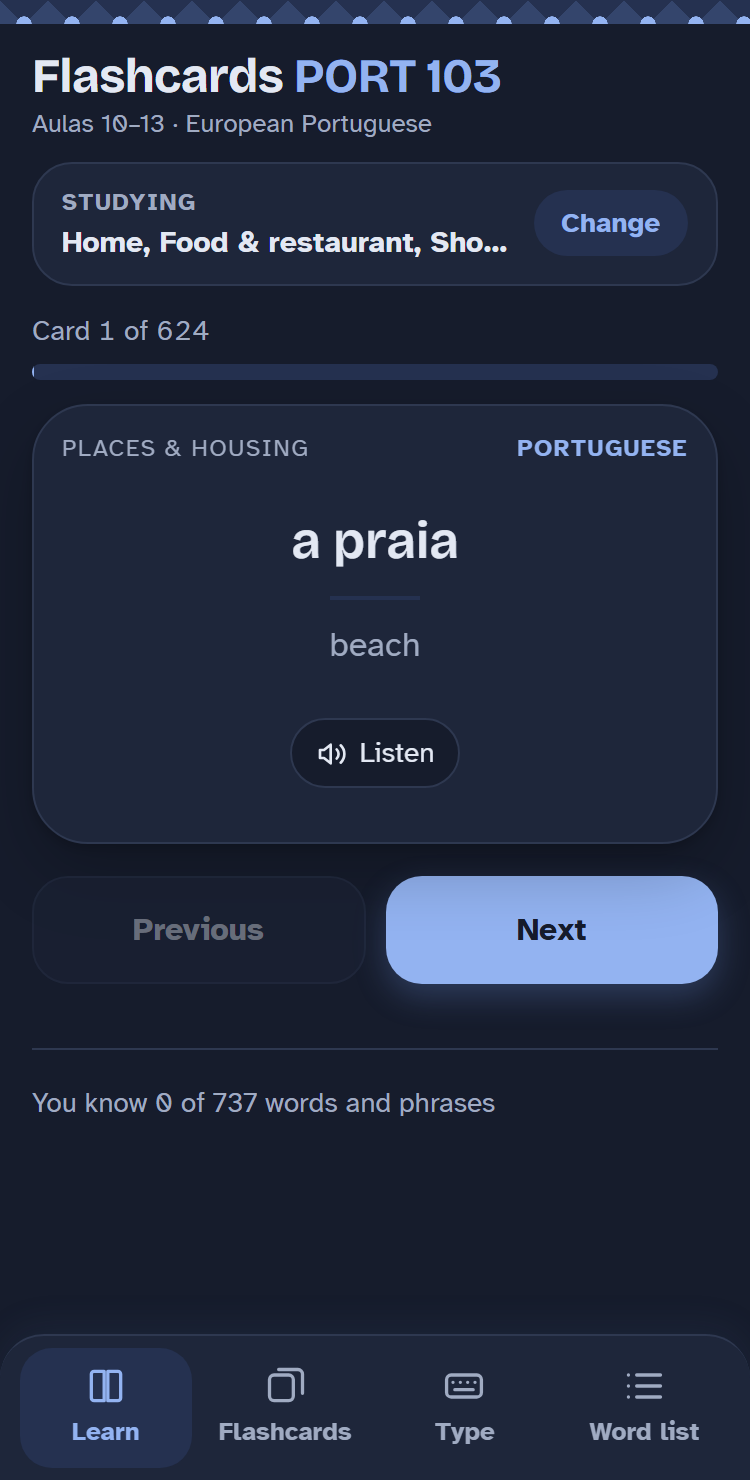 Flashcards PORT 103
Aulas 10–13 · European Portuguese
STUDYING
Home, Food & restaurant, Sho...
Change
Card 1 of 624
PLACES & HOUSING
PORTUGUESE
a praia
beach
Listen
Previous
Next
You know 0 of 737 words and phrases
Learn
Flashcards
Type
Word list